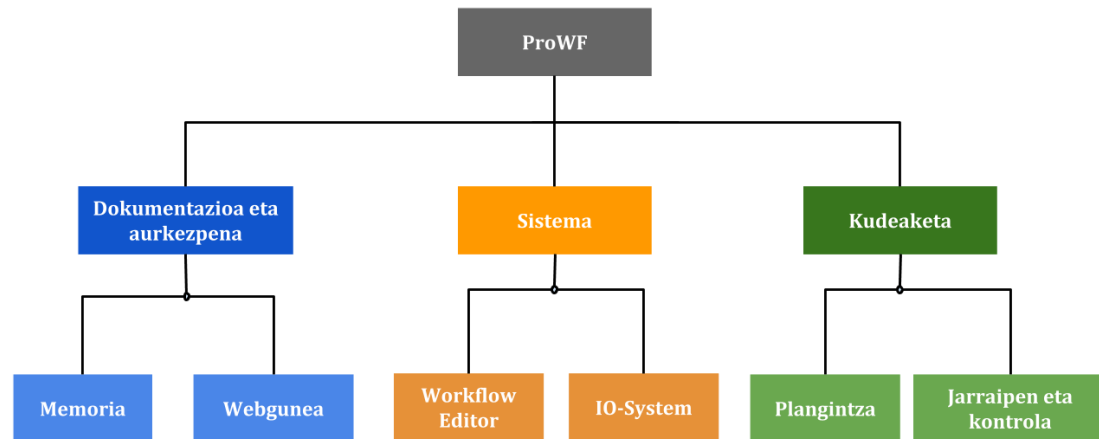 ProWF
Dokumentazioa eta
aurkezpena
Sistema
Kudeaketa
Memoria
Webgunea
Workflow
Editor
IO-System
Plangintza
Jarraipen eta
kontrola